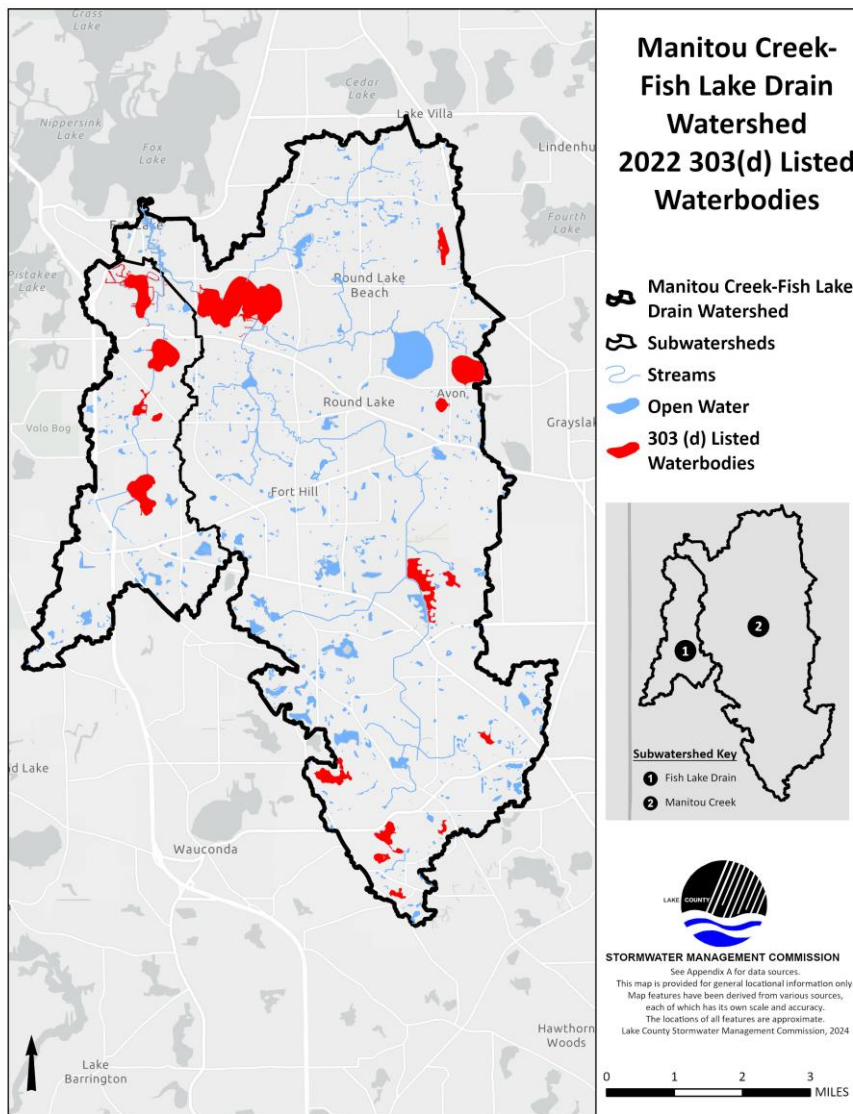 Grass
Lake
Cedar
Lake
Lake Villa
Nippersink
Lake
Fox
Lake
Lindenhu
Fourth
Lake
Pistakee
Lake
Round Lake
Beach
Volo Bog
Round Lake
Avon
Grayslak
Fort Hill
d Lake
Wauconda
Lake
Barrington
Hawthorn
Woods
Manitou Creek-
Fish Lake Drain
Watershed
2022 303(d) Listed
Waterbodies
Manitou Creek-Fish Lake
Drain Watershed
Subwatersheds
Streams
Open Water
303 (d) Listed
Waterbodies
1
2
Subwatershed Key
1 Fish Lake Drain
2 Manitou Creek
LAKE COUNTY
STORMWATER MANAGEMENT COMMISSION
See Appendix A for data sources.
This map is provided for general locational information only
Map features have been derived from various sources,
each of which has its own scale and accuracy.
The locations of all features are approximate.
Lake County Stormwater Management Commission, 2024
0 1 2 3
MILES